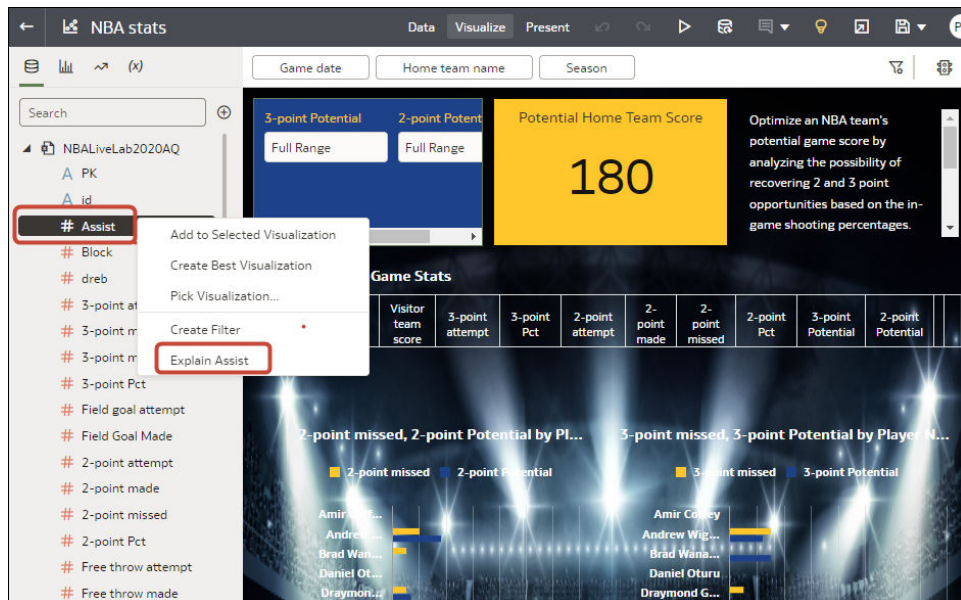 NBA stats
Data Visualize Present
(x)
Game date Home team name Season
Search
NBALiveLab2020AQ
A PK
A id
# Assist
# Block
# dreb
# 3-point at
# 3-point m
# 3-point m
# 3-point Pct
# Field goal attempt
# Field Goal Made
# 2-point attempt
# 2-point made
# 2-point missed
# 2-point Pct
# Free throw attempt
# Free throw made
Add to Selected Visualization
Create Best Visualization
Pick Visualization...
Create Filter
Explain Assist
3-point Potential 2-point Potent
Full Range Full Range
Potential Home Team Score
180
Optimize an NBA team's
potential game score by
analyzing the possibility of
recovering 2 and 3 point
opportunities based on the in-
game shooting percentages.
Game Stats
Visitor team score
3-point attempt
3-point Pct
2-point attempt
2-point made
2-point missed
2-point Pct
3-point Potential
2-point Potential
2-point missed, 2-point Potential by Pl...
2-point missed 2-point Potential
Andrew
Brad Wan...
Daniel Ot...
Draymon...
3-point missed, 3-point Potential by Player N...
3-point missed 3-point Potential
Amir Coffey
Andrew Wig...
Brad Wana...
Daniel Oturu
Draymond G...